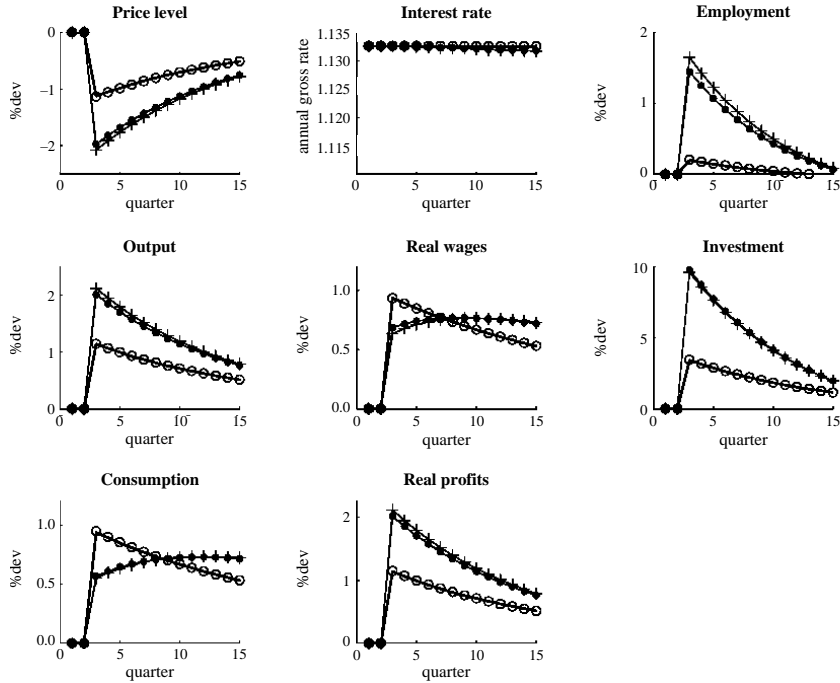 Price level
0
−1
−2
%dev
0 5 10 15
quarter
Interest rate
1.135
1.130
1.120
1.115
1.110
annual gross rate
0 5 10 15
quarter
Employment
2
1
0
%dev
0 5 10 15
quarter
Output
2
1
0
%dev
0 5 10 15
quarter
Real wages
1.0
0.5
0.0
%dev
0 5 10 15
quarter
Investment
10
5
0
%dev
0 5 10 15
quarter
Consumption
1.0
0.5
0.0
%dev
0 5 10 15
quarter
Real profits
2
1
0
%dev
0 5 10 15
quarter